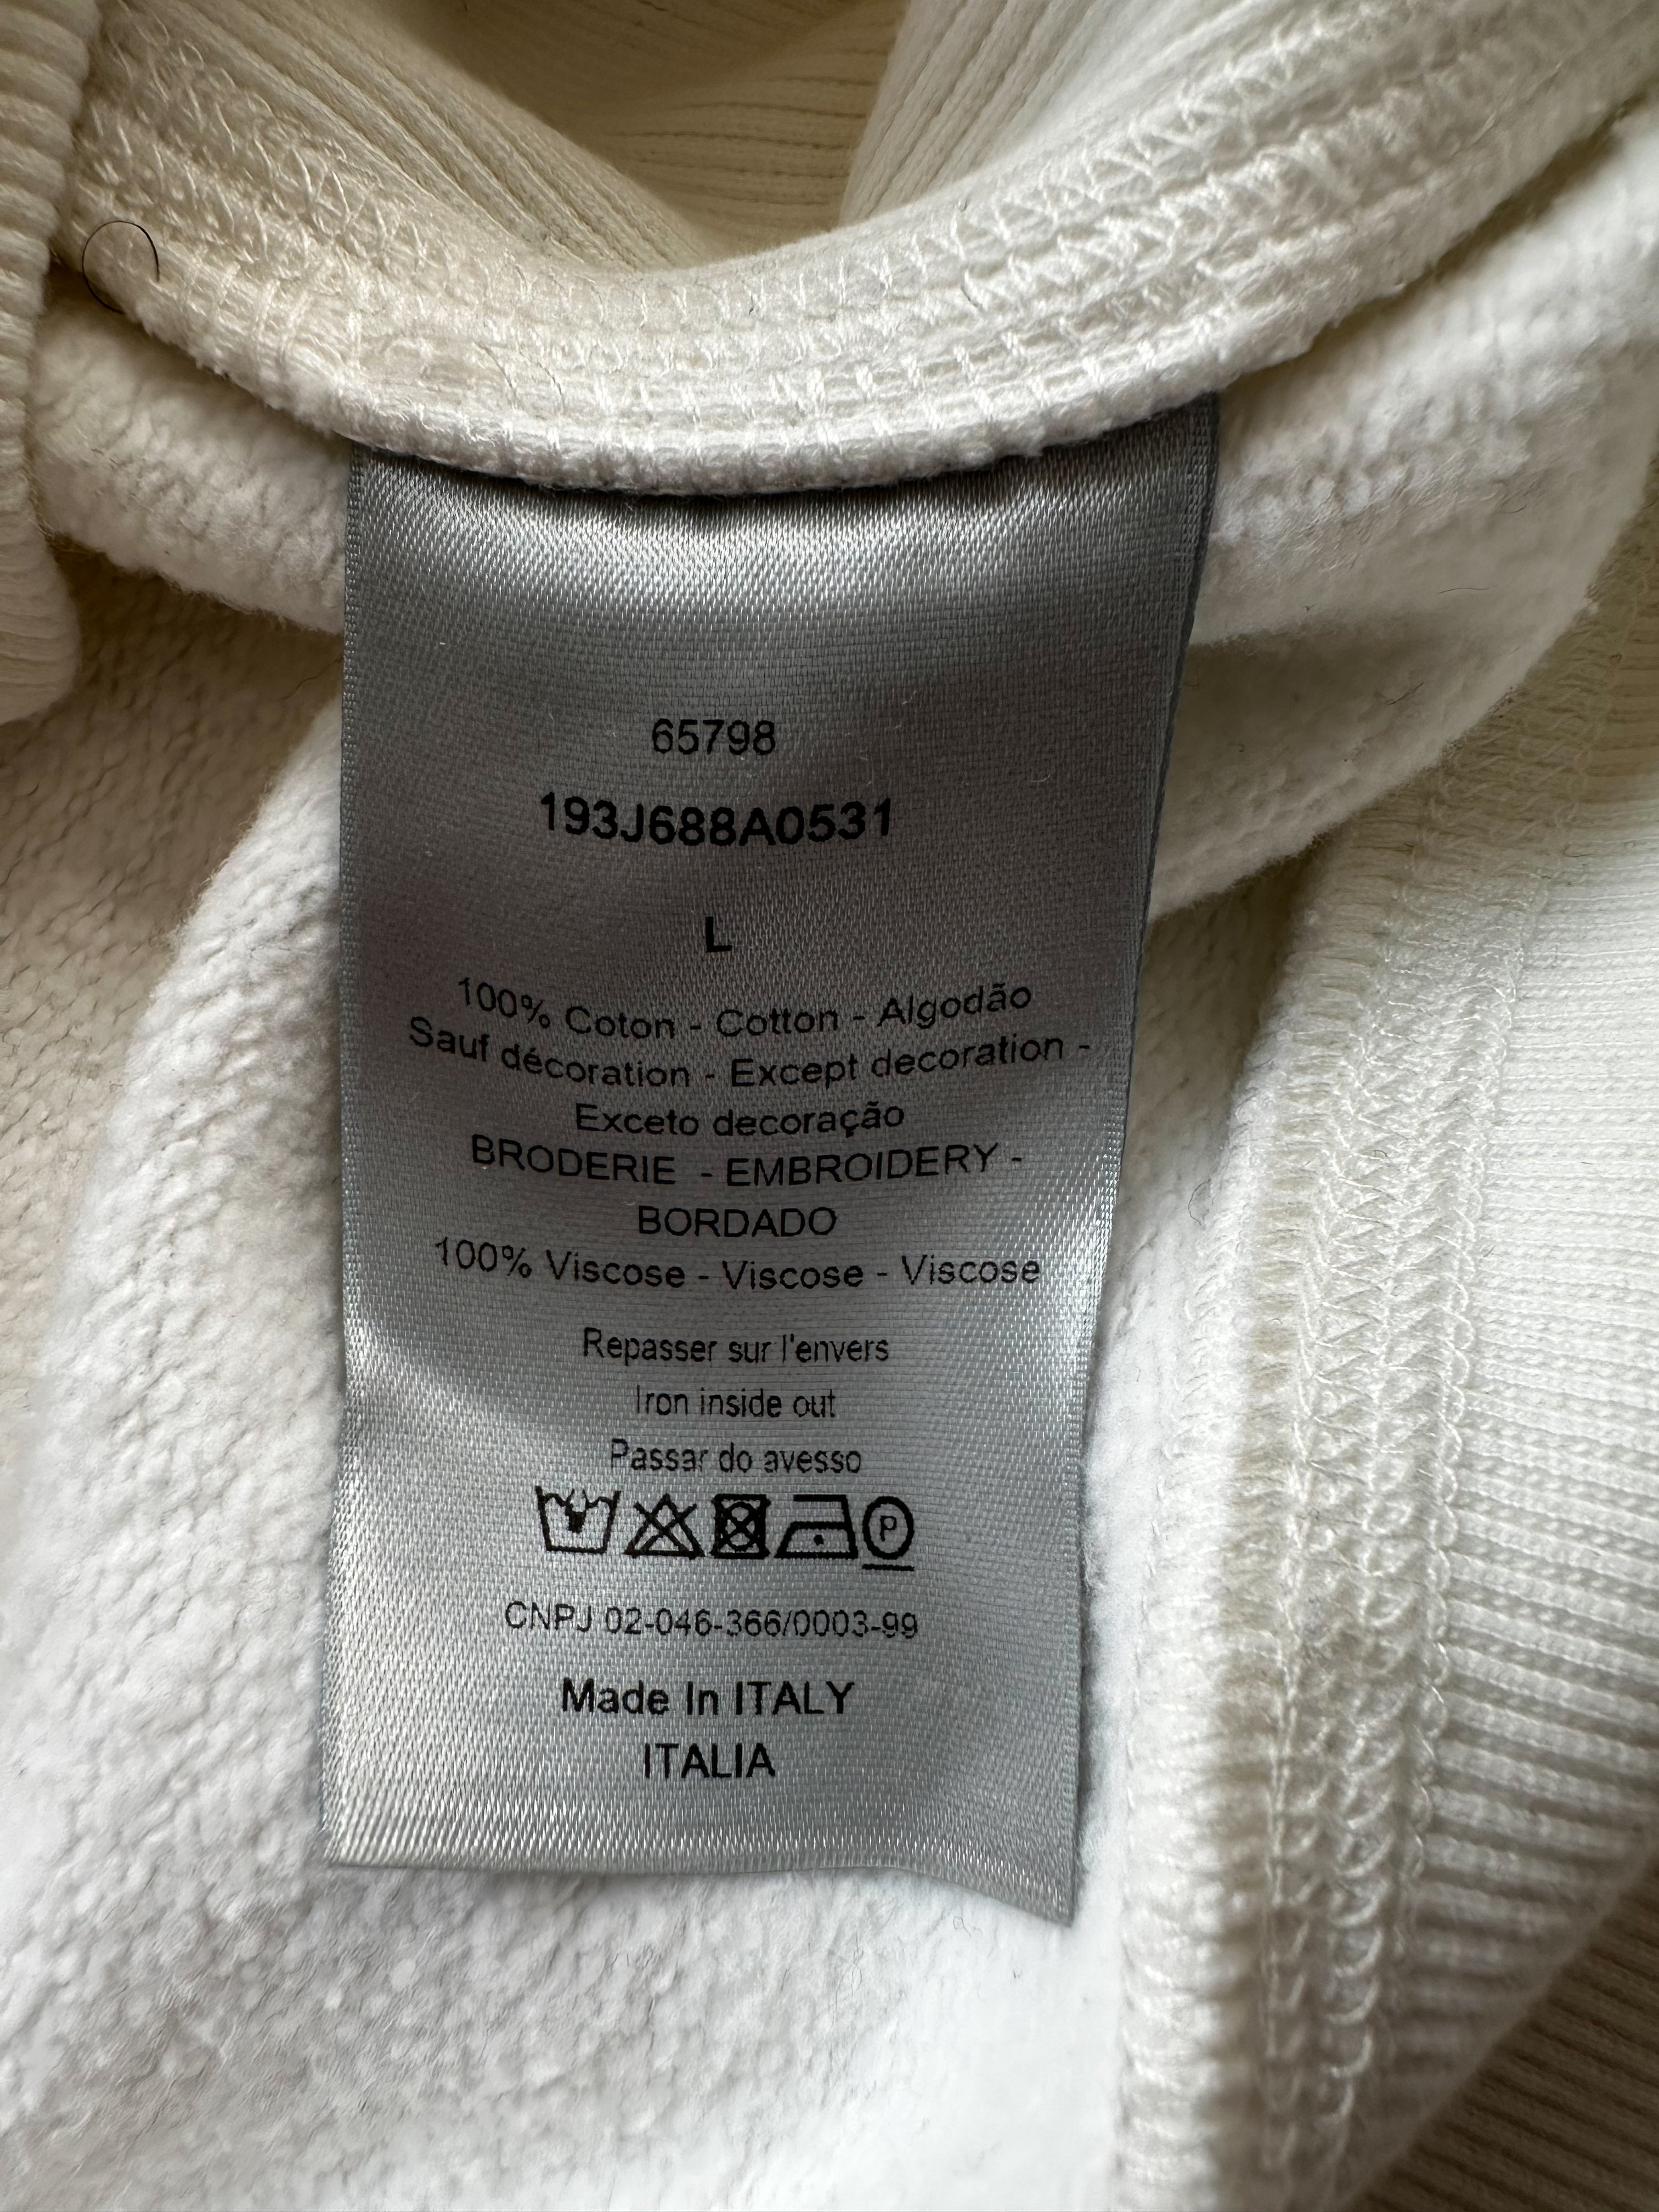 65798
193J688A0531
L
100% Coton - Cotton - Algodão
Sauf décoration - Except decoration -
Exceto decoração
BRODERIE - EMBROIDERY -
BORDADO
100% Viscose - Viscose - Viscose
Repasser sur l'envers
Iron inside out
Passar do avesso
P
CNPJ 02-046-366/0003-99
Made In ITALY
ITALIA